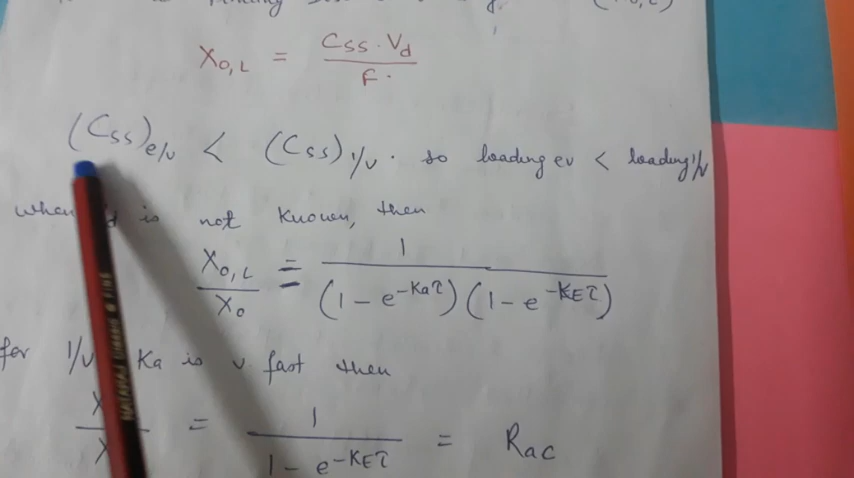 finding
X₀,L = Css · Vd / F ·
(Css)e/v < (Css)i/v · so loading ev < loading i/v
when is not known, then
X₀,L / X₀ = 1 / (1 - e^-Kaτ) (1 - e^-KEτ)
for i/v Ka is v. fast then
X / X = 1 / 1 - e^-KEτ = Rac